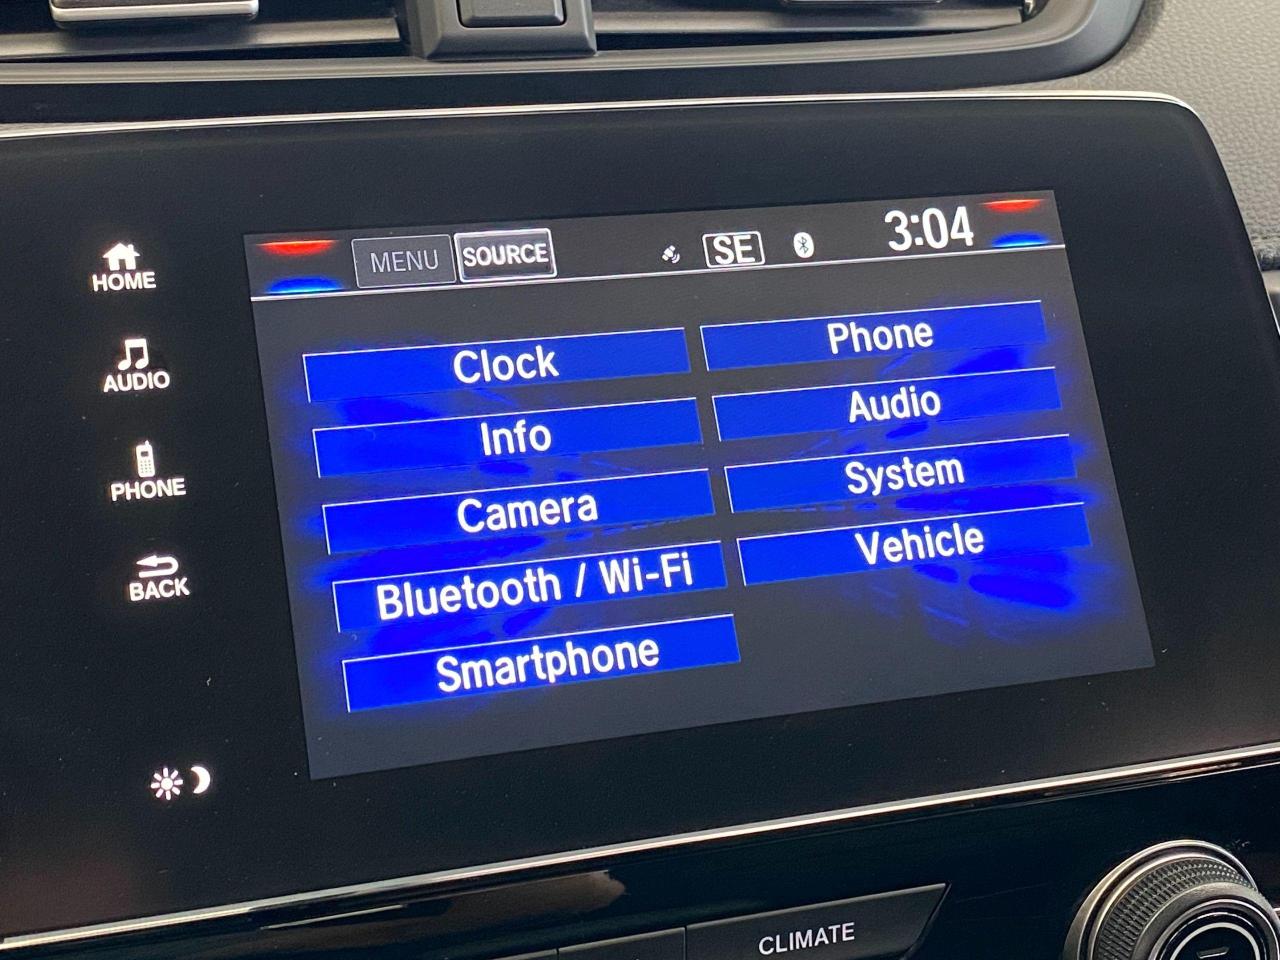 HOME
AUDIO
PHONE
BACK
MENU
SOURCE
SE
3:04
Clock
Phone
Info
Audio
Camera
System
Bluetooth / Wi-Fi
Vehicle
Smartphone
CLIMATE